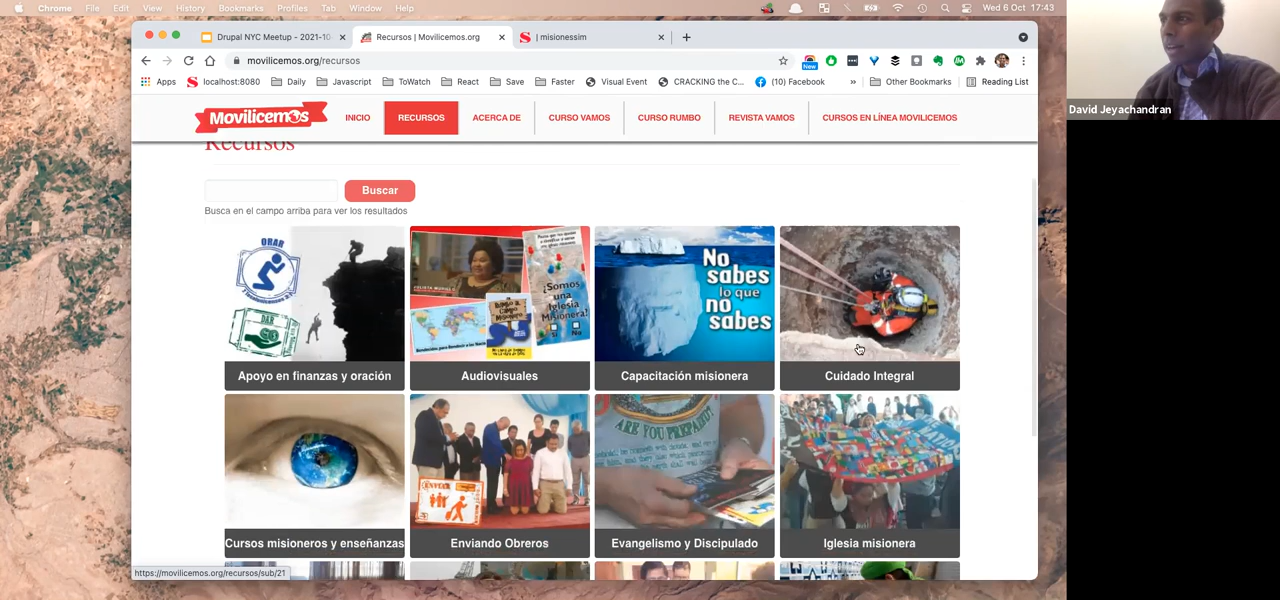 Chrome File Edit View History Bookmarks Profiles Tab Window Help
Wed 6 Oct 17:43
Drupal NYC Meetup - 2021-10
Recursos | Movilicemos.org
| misionessim
movilicemos.org/recursos
New
Apps
localhost:8080
Daily
Javascript
ToWatch
React
Save
Faster
Visual Event
CRACKING the C...
(10) Facebook
»
Other Bookmarks
Reading List
David Jeyachandran
Movilicemos
INICIO
RECURSOS
ACERCA DE
CURSO VAMOS
CURSO RUMBO
REVISTA VAMOS
CURSOS EN LÍNEA MOVILICEMOS
Recursos
Buscar
Busca en el campo arriba para ver los resultados
ORAR
DAR
¿Somos
una
Iglesia
Misionera!
Si
No
No
sabes
lo que
no
sabes
Apoyo en finanzas y oración
Audiovisuales
Capacitación misionera
Cuidado Integral
ENVIAR
ARE YOU PREPARED?
Cursos misioneros y enseñanzas
Enviando Obreros
Evangelismo y Discipulado
Iglesia misionera
https://movilicemos.org/recursos/sub/21